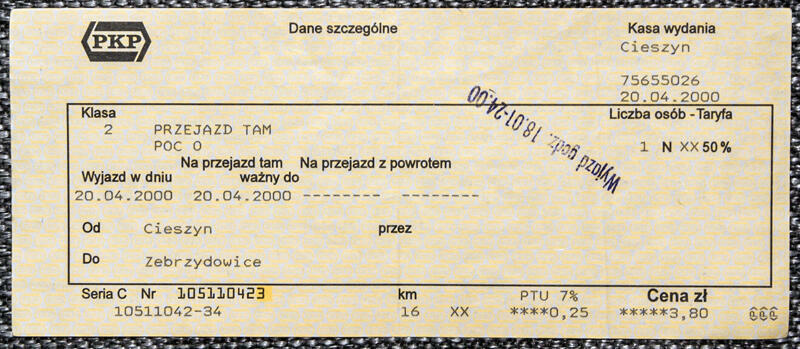 PKP
Dane szczególne
Kasa wydania
Cieszyn
75655026
20.04.2000
Klasa
Liczba osób - Taryfa
2 PRZEJAZD TAM
POC O
1 N XX 50%
Wyjazd godz. 18.01-24.00
Na przejazd tam Na przejazd z powrotem
Wyjazd w dniu ważny do
20.04.2000 20.04.2000 -------- --------
Od Cieszyn przez
Do Zebrzydowice
Seria C Nr 105110423 km PTU 7% Cena zł
10511042-34 16 XX ****0,25 *****3,80 CCC